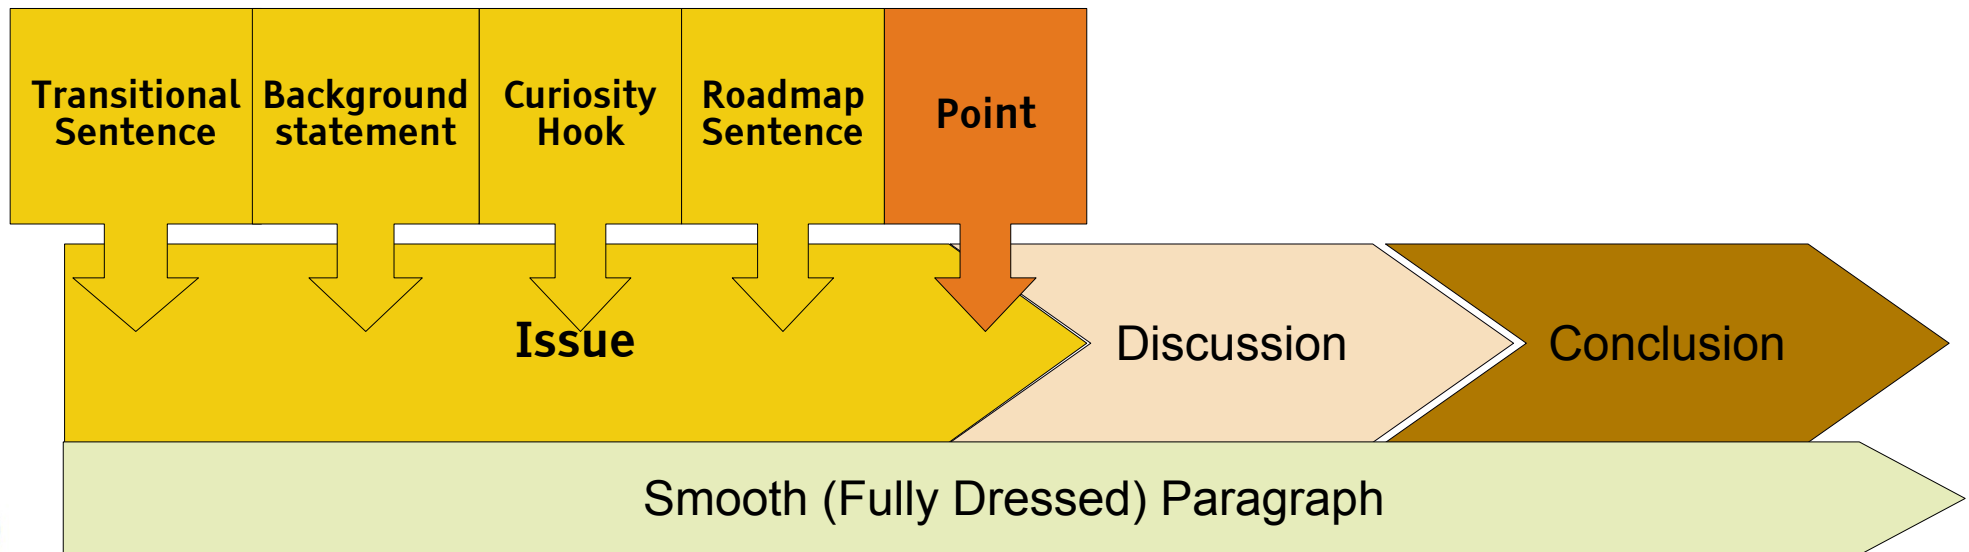 Transitional
Sentence
Background
statement
Curiosity
Hook
Roadmap
Sentence
Point
Issue
Discussion
Conclusion
Smooth (Fully Dressed) Paragraph